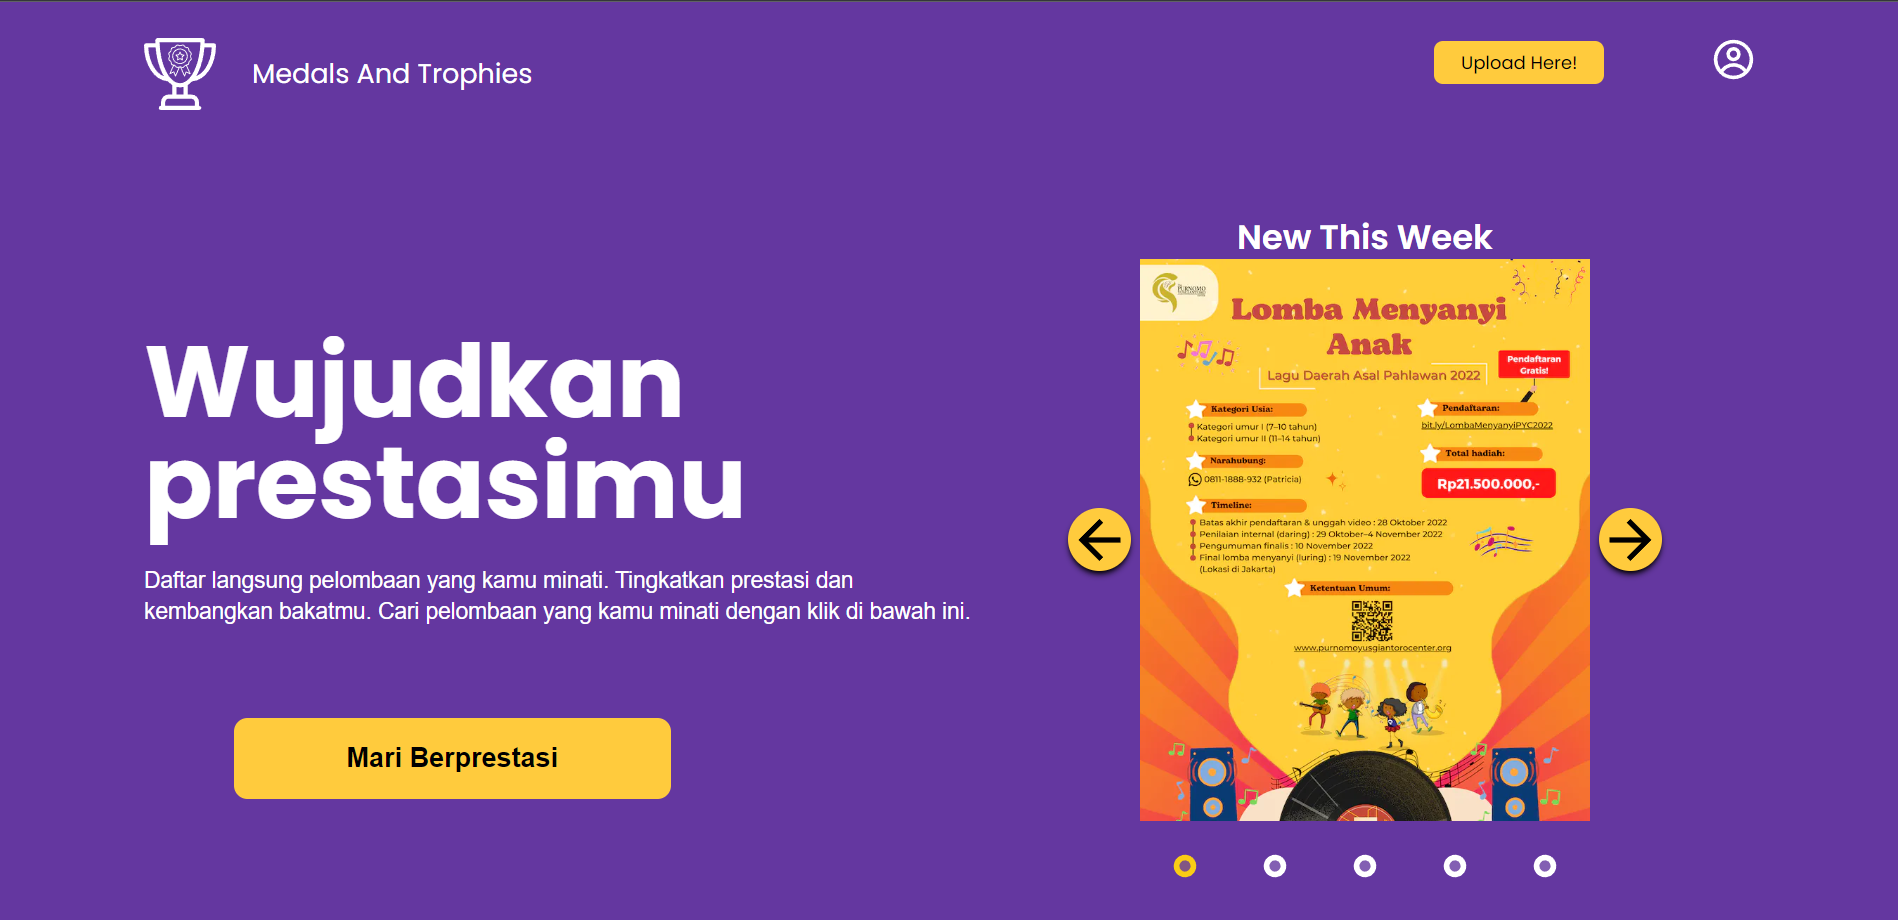 Medals And Trophies
Upload Here!
Wujudkan
prestasimu
Daftar langsung pelombaan yang kamu minati. Tingkatkan prestasi dan
kembangkan bakatmu. Cari pelombaan yang kamu minati dengan klik di bawah ini.
Mari Berprestasi
New This Week
PURNOMO
Lomba Menyanyi
Anak
Lagu Daerah Asal Pahlawan 2022
Pendaftaran
Gratis!
Kategori Usia:
Kategori umur I (7-10 tahun)
Kategori umur II (11-14 tahun)
Narahubung:
0811-1888-932 (Patricia)
Pendaftaran:
bit.ly/LombaMenyanyiPYC2022
Total hadiah:
Rp21.500.000,-
Timeline:
Batas akhir pendaftaran & unggah video : 28 Oktober 2022
Penilaian internal (daring) : 29 Oktober–4 November 2022
Pengumuman finalis : 10 November 2022
Final lomba menyanyi (luring) : 19 November 2022
(Lokasi di Jakarta)
Ketentuan Umum:
www.purnomoyusgiantorocenter.org